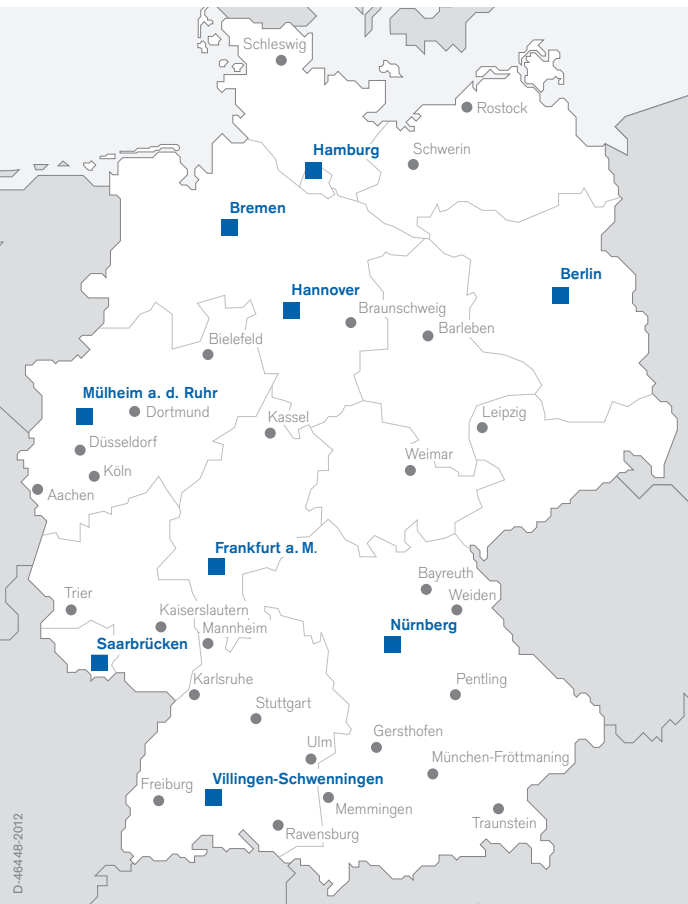 Schleswig
Rostock
Hamburg
Schwerin
Bremen
Berlin
Hannover
Braunschweig
Barleben
Bielefeld
Mülheim a. d. Ruhr
Dortmund
Kassel
Leipzig
Düsseldorf
Weimar
Köln
Aachen
Frankfurt a. M.
Bayreuth
Trier
Weiden
Kaiserslautern
Nürnberg
Mannheim
Saarbrücken
Karlsruhe
Pentling
Stuttgart
Gersthofen
Ulm
München-Fröttmaning
Villingen-Schwenningen
Freiburg
Memmingen
Traunstein
Ravensburg
D-46448-2012